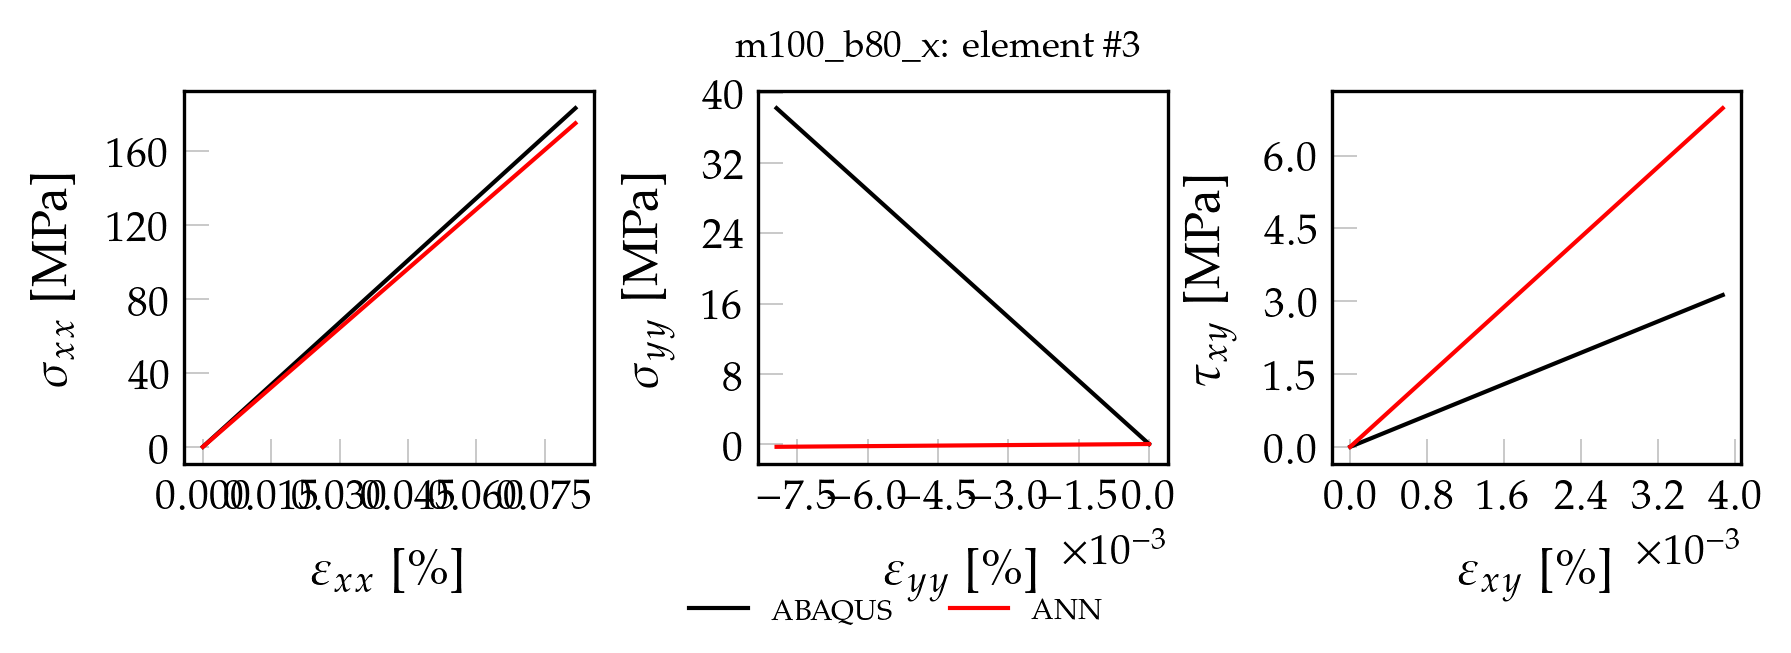 m100_b80_x: element #3
σxx [MPa]
160
120
80
40
0
0.000 0.015 0.030 0.045 0.060 0.075
εxx [%]
σyy [MPa]
40
32
24
16
8
0
−7.5 −6.0 −4.5 −3.0 −1.5 0.0
×10−3
εyy [%]
τxy [MPa]
6.0
4.5
3.0
1.5
0.0
0.0 0.8 1.6 2.4 3.2 4.0
×10−3
εxy [%]
ABAQUS ANN